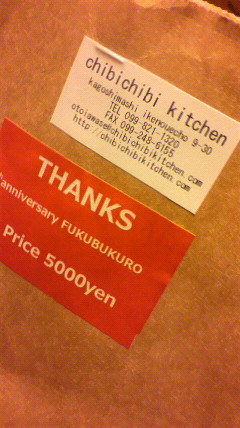 chibichibi kitchen
kagoshimashi ikenouecho 9-30
TEL 099-821-1320
FAX 099-248-6155
otoiawase@chibichibikitchen.com
http://chibichibikitchen.com
THANKS
anniversary FUKUBUKURO
Price 5000yen